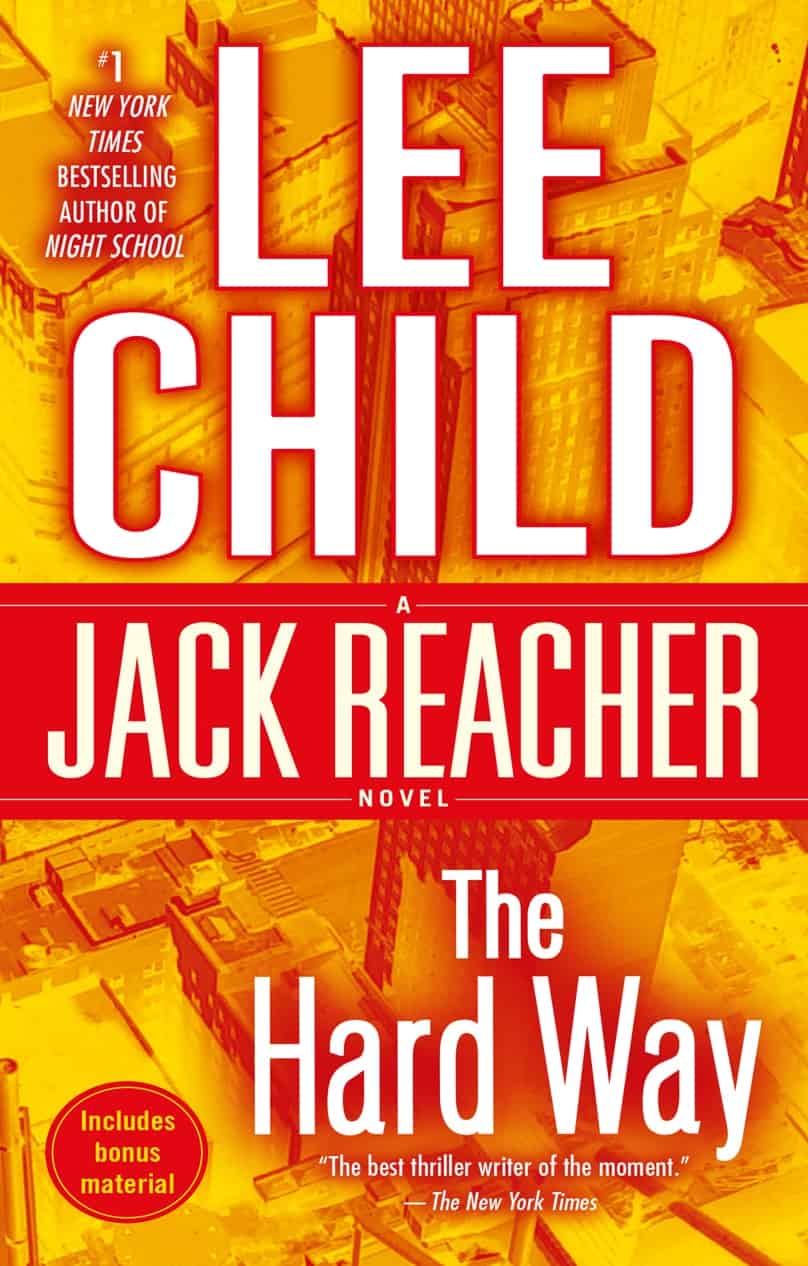 #1
NEW YORK
TIMES
BESTSELLING
AUTHOR OF
NIGHT SCHOOL
LEE
CHILD
A
JACK REACHER
NOVEL
The
Hard Way
Includes
bonus
material
“The best thriller writer of the moment.”
—The New York Times